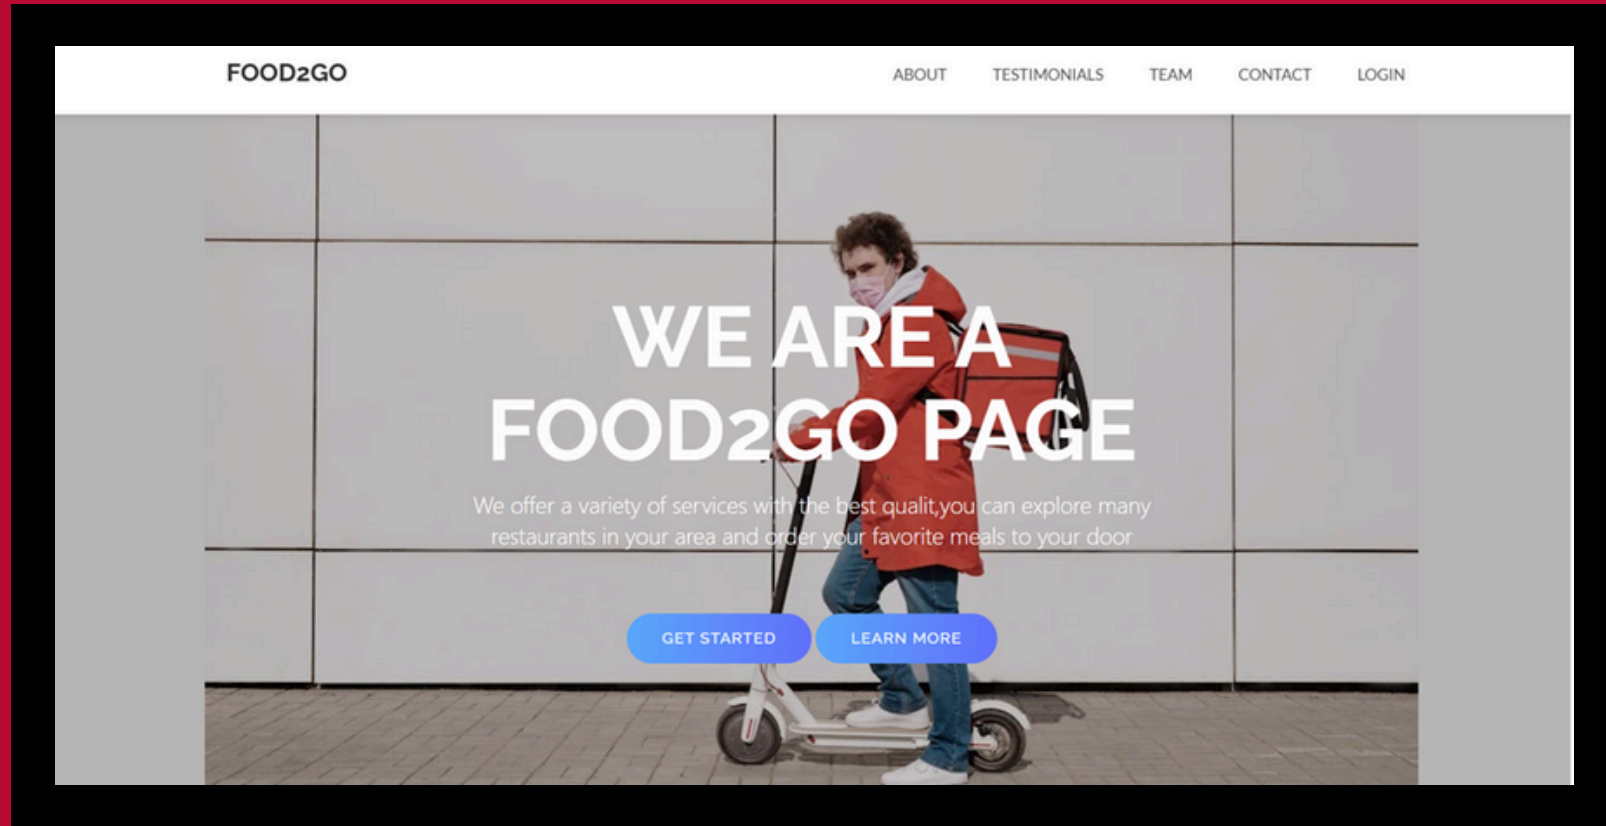 FOOD2GO
ABOUT TESTIMONIALS TEAM CONTACT LOGIN
WE ARE A
FOOD2GO PAGE
We offer a variety of services with the best qualit,you can explore many
restaurants in your area and order your favorite meals to your door
GET STARTED LEARN MORE